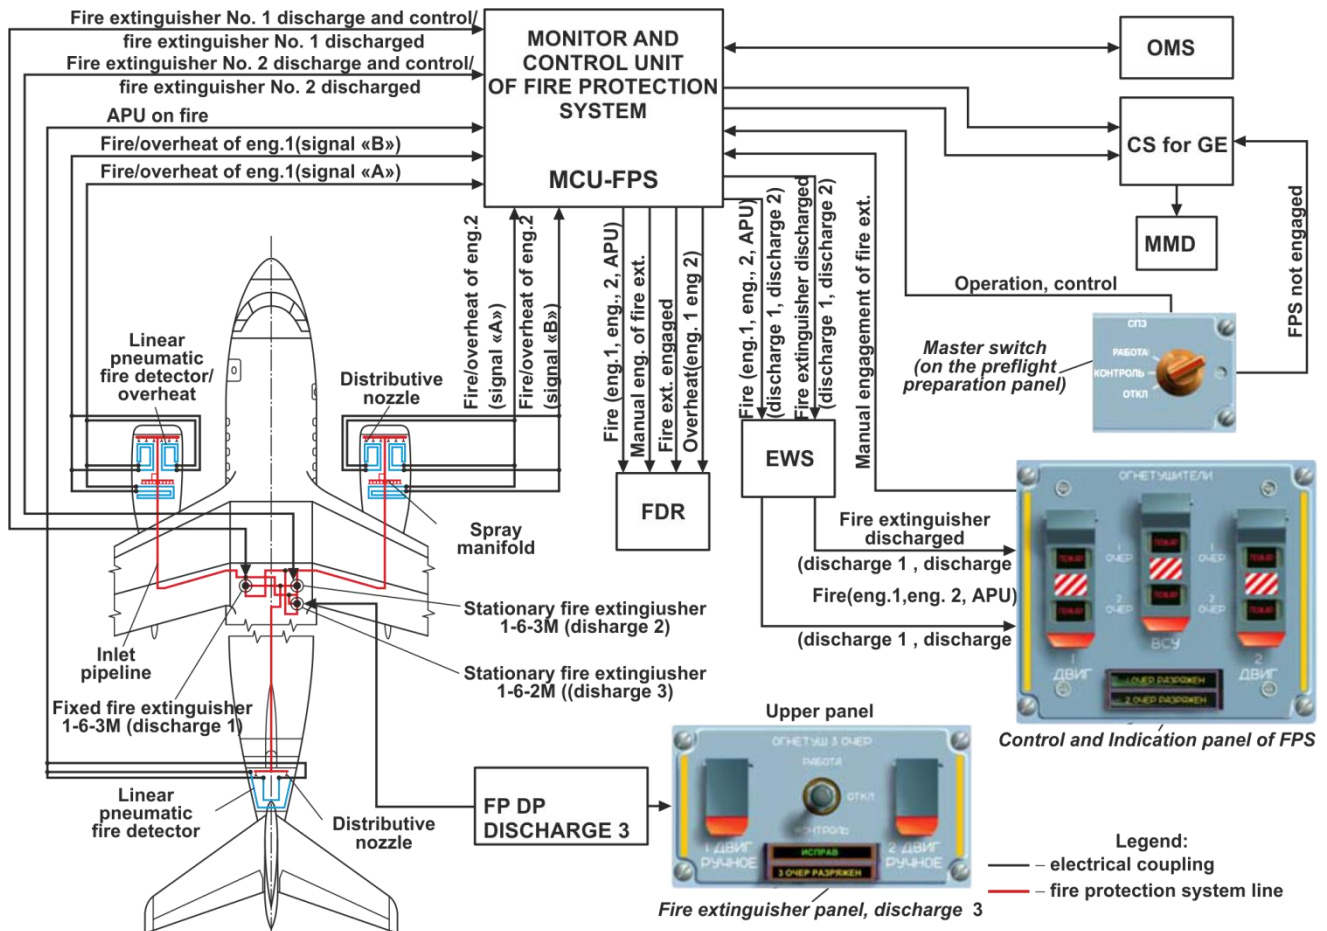 Fire extinguisher No. 1 discharge and control/
fire extinguisher No. 1 discharged
Fire extinguisher No. 2 discharge and control/
fire extinguisher No. 2 discharged
APU on fire
Fire/overheat of eng.1(signal «B»)
Fire/overheat of eng.1(signal «A»)
MONITOR AND
CONTROL UNIT
OF FIRE PROTECTION
SYSTEM
MCU-FPS
OMS
CS for GE
MMD
FPS not engaged
Operation, control
Master switch
(on the preflight
preparation panel)
СПЗ
РАБОТА
КОНТРОЛЬ
ОТКЛ
Fire/overheat of eng.2
(signal «A»)
Fire/overheat of eng.2
(signal «B»)
Fire (eng.1, eng., 2, APU)
Manual eng. of fire ext.
Fire ext. engaged
Overheat(eng. 1 eng 2)
Fire (eng.1, eng., 2, APU)
(discharge 1, discharge 2)
Fire extinguisher discharged
(discharge 1, discharge 2)
Manual engagement of fire ext.
Linear
pneumatic
fire detector/
overheat
Distributive
nozzle
FDR
EWS
Spray
manifold
Fire extinguisher
discharged
(discharge 1 , discharge
Fire(eng.1,eng. 2, APU)
(discharge 1 , discharge
ОГНЕТУШИТЕЛИ
ПОЖАР
ПОЖАР
ПОЖАР
1
ОЧЕР
1
ОЧЕР
2
ОЧЕР
2
ОЧЕР
ПОЖАР
ПОЖАР
ПОЖАР
1
ДВИГ
ВСУ
2
ДВИГ
1 ОЧЕР РАЗРЯЖЕН
2 ОЧЕР РАЗРЯЖЕН
Control and Indication panel of FPS
Stationary fire extingiusher
1-6-3M (disharge 2)
Stationary fire extingiusher
1-6-2M ((disharge 3)
Inlet
pipeline
Fixed fire extinguisher
1-6-3M (discharge 1)
Linear
pneumatic
fire detector
Distributive
nozzle
FP DP
DISCHARGE 3
Upper panel
ОГНЕТУШ 3 ОЧЕР
РАБОТА
ОТКЛ
КОНТРОЛЬ
1 ДВИГ
РУЧНОЕ
2 ДВИГ
РУЧНОЕ
ИСПРАВ
3 ОЧЕР РАЗРЯЖЕН
Fire extinguisher panel, discharge 3
Legend:
– electrical coupling
– fire protection system line